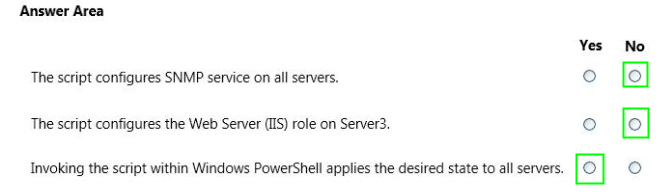 Answer Area
Yes No
The script configures SNMP service on all servers.
The script configures the Web Server (IIS) role on Server3.
Invoking the script within Windows PowerShell applies the desired state to all servers.